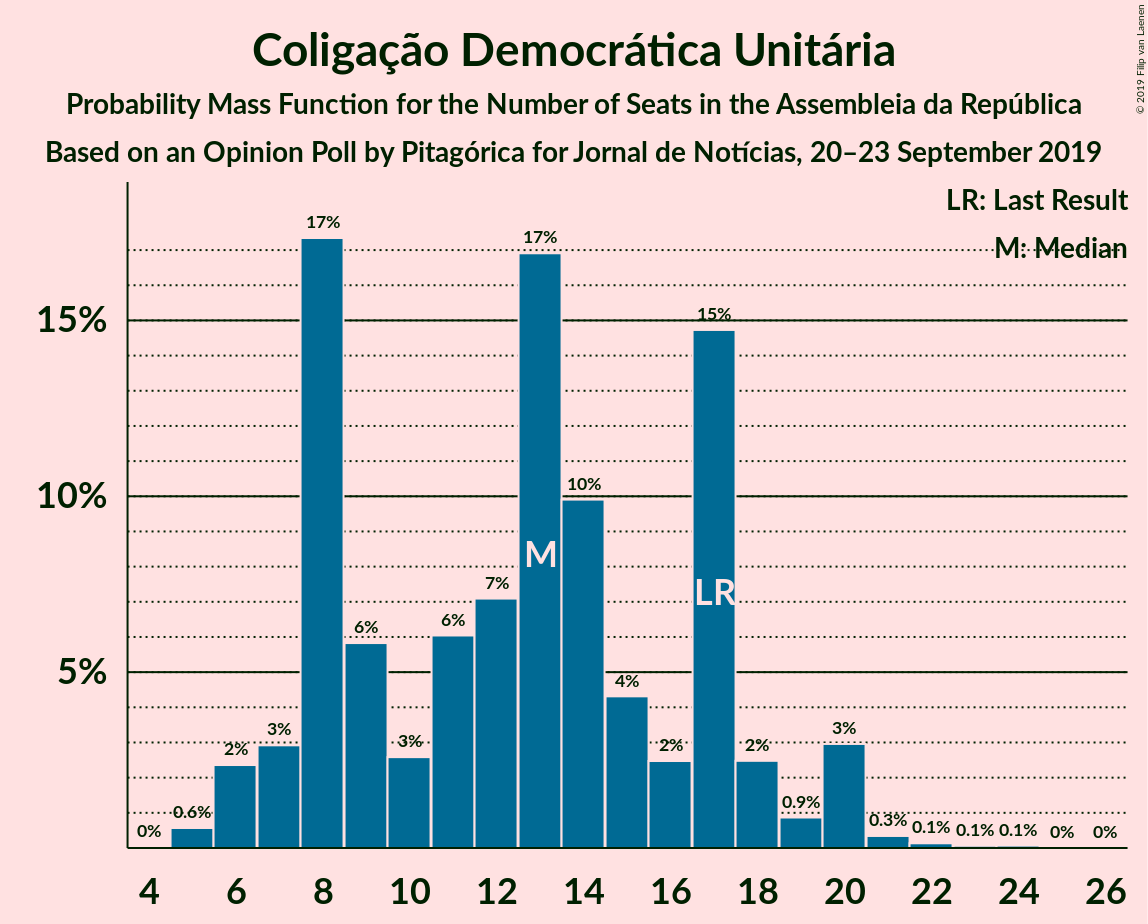 Coligação Democrática Unitária
Probability Mass Function for the Number of Seats in the Assembleia da República
Based on an Opinion Poll by Pitagórica for Jornal de Notícias, 20–23 September 2019
© 2019 Filip van Laenen
LR: Last Result
M: Median
15%
10%
5%
0%
0.6%
2%
3%
17%
6%
3%
6%
7%
17%
10%
4%
2%
15%
2%
0.9%
3%
0.3%
0.1%
0.1%
0.1%
0%
0%
M
LR
4 6 8 10 12 14 16 18 20 22 24 26